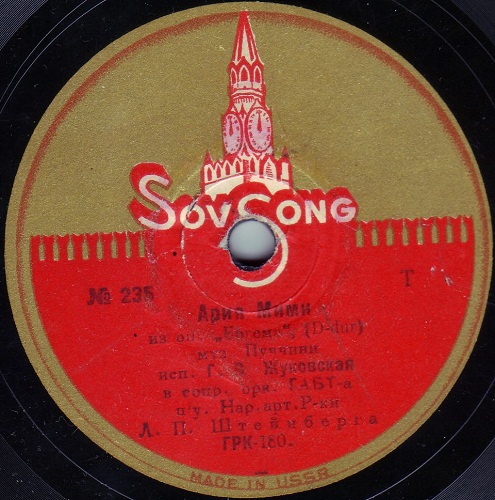 SovSong
№ 235
Т
Ария Мими
из оп. „Богема", (D-dur)
муз. Пуччини
исп. Г. В. Жуковская
в сопр. орк. ГАБТ-а
п/у. Нар. арт. Р-ки
Л. П. Штейнберга
ГРК-180.
MADE IN USSR